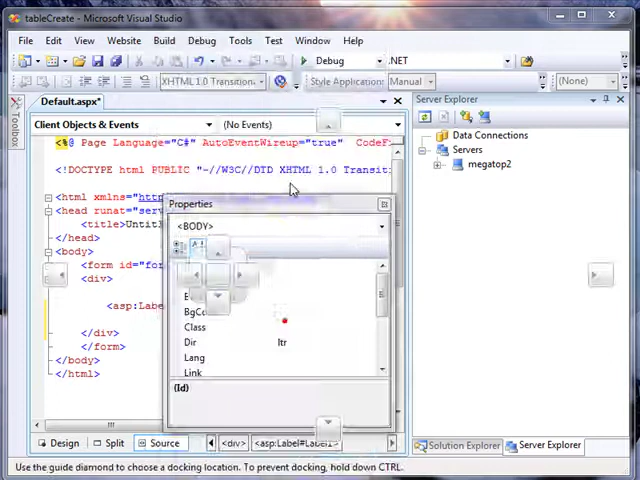 tableCreate - Microsoft Visual Studio
File Edit View Website Build Debug Tools Test Window Help
Debug .NET
XHTML 1.0 Transition Style Application: Manual (None)
Toolbox
Default.aspx*
Client Objects & Events (No Events)
<%@ Page Language="C#" AutoEventWireup="true" CodeFi
<!DOCTYPE html PUBLIC "-//W3C//DTD XHTML 1.0 Transiti
<html xmlns="http
<head runat="serv
<title>Untitl
</head>
<body>
<form id="for
<div>
<asp:Labe
</div>
</form>
</body>
</html>
Properties
<BODY>
BgCo
Class
Dir ltr
Lang
Link
(Id)
Design Split Source <div> <asp:Label#Label1>
Server Explorer
Data Connections
Servers
megatop2
Solution Explorer Server Explorer
Use the guide diamond to choose a docking location. To prevent docking, hold down CTRL.